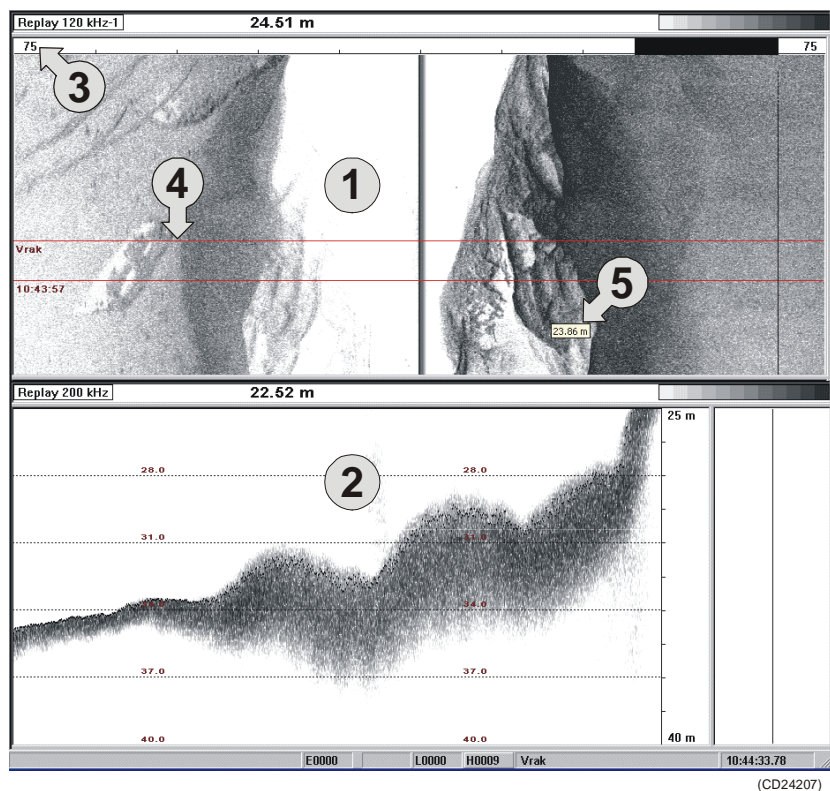 Replay 120 kHz-1 24.51 m
75 75
3
4
1
Vrak
5
10:43:57
23.86 m
Replay 200 kHz 22.52 m
25 m
28.0 28.0
2
31.0 31.0
34.0 34.0
37.0 37.0
40.0 40.0
40 m
E0000 L0000 H0009 Vrak 10:44:33.78
(CD24207)